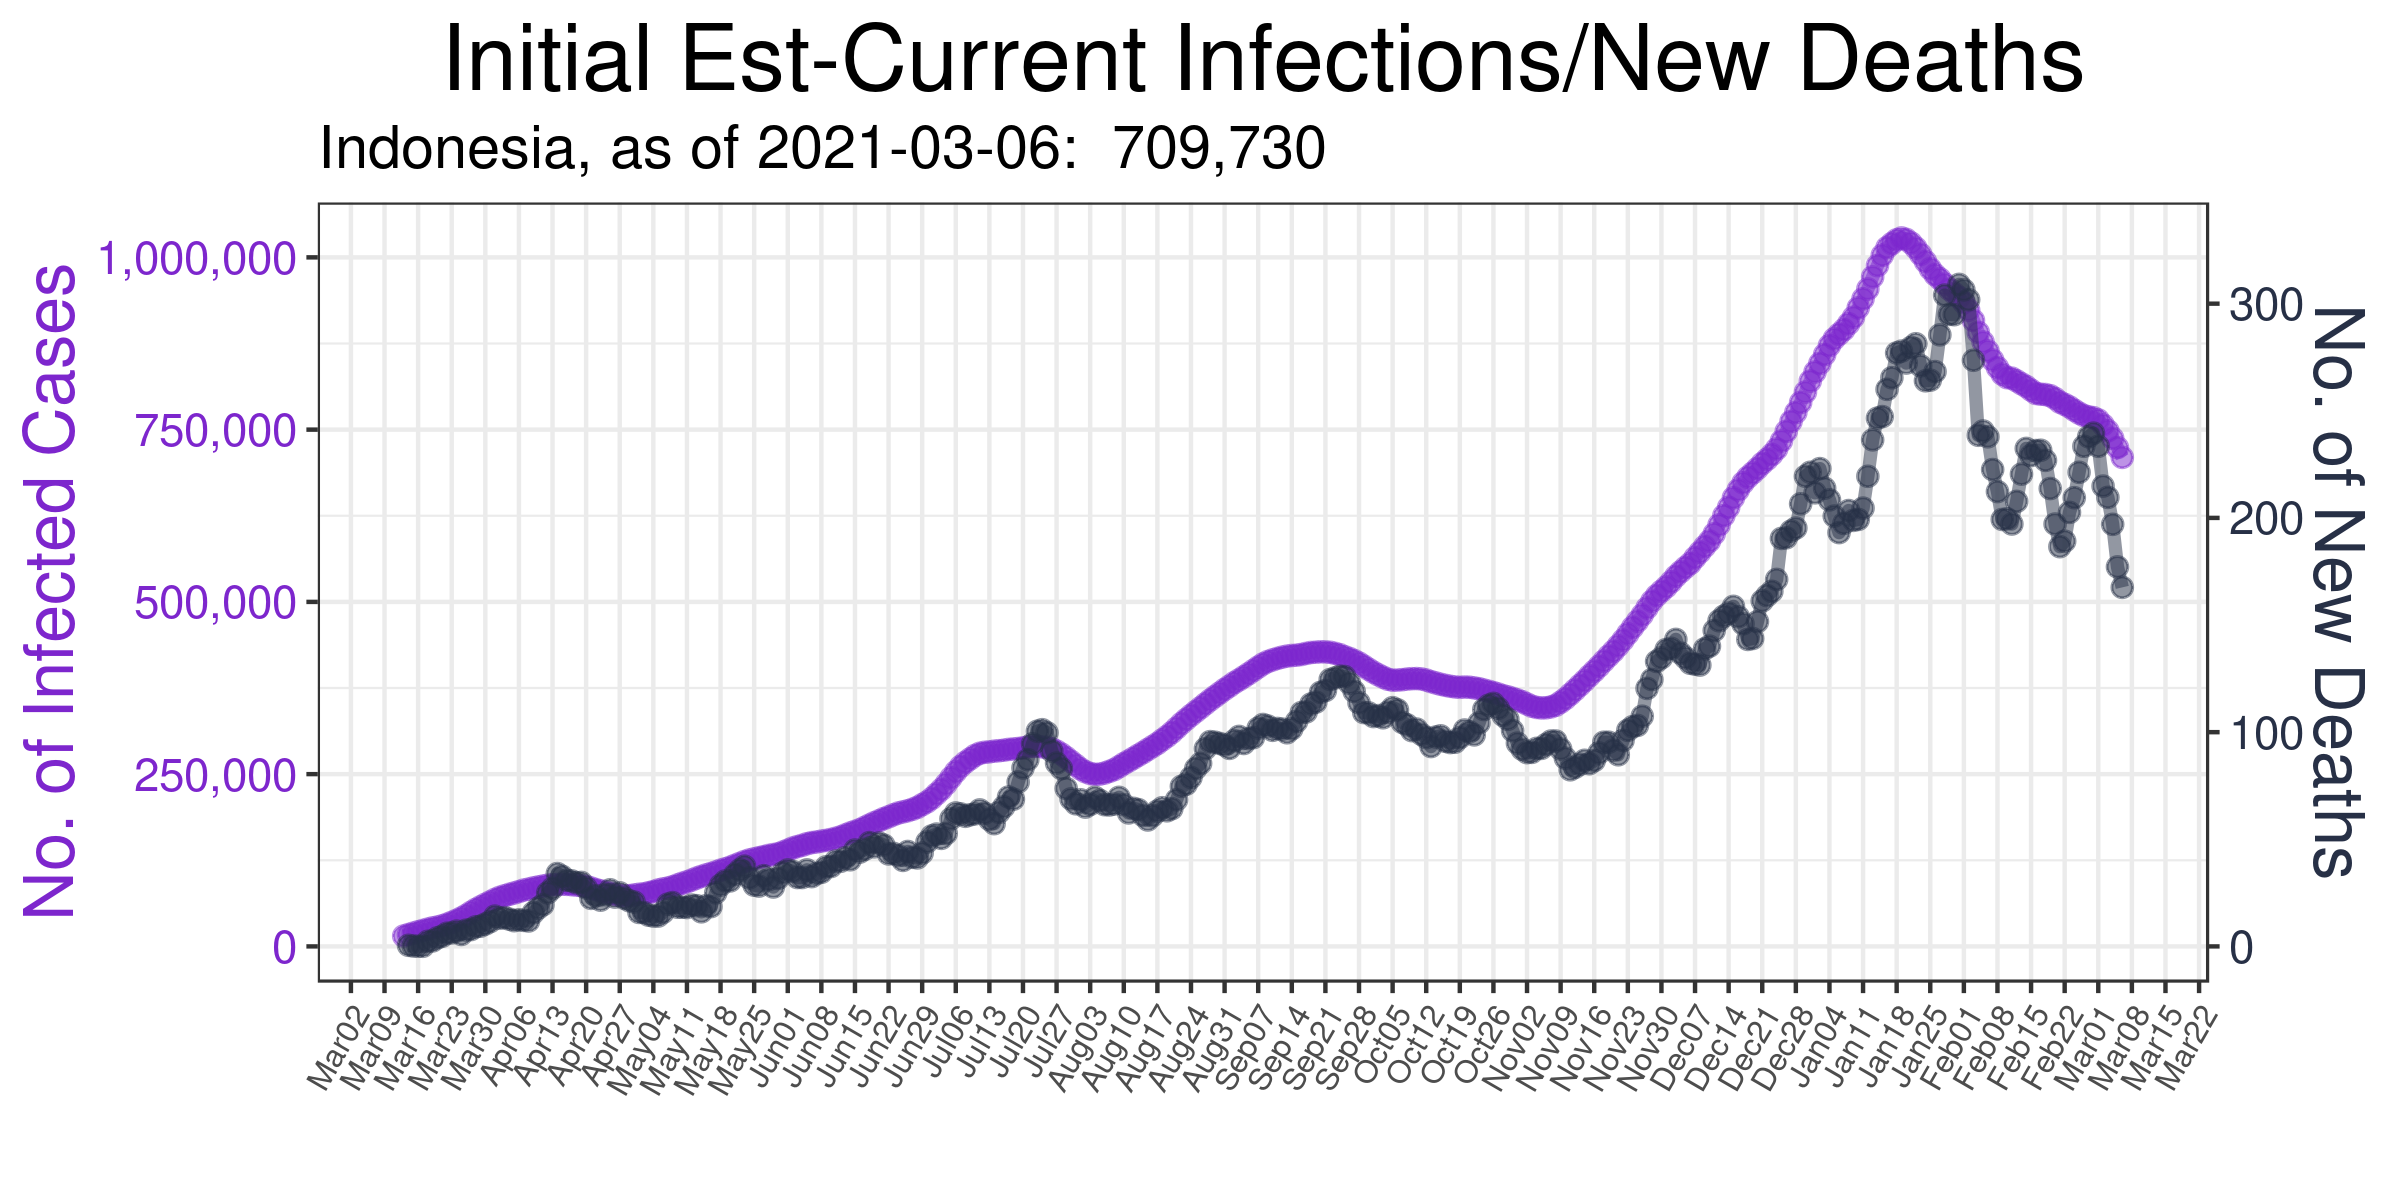 Initial Est-Current Infections/New Deaths
Indonesia, as of 2021-03-06:  709,730
No. of Infected Cases
1,000,000
750,000
500,000
250,000
0
300
200
100
0
No. of New Deaths
Mar02
Mar09
Mar16
Mar23
Mar30
Apr06
Apr13
Apr20
Apr27
May04
May11
May18
May25
Jun01
Jun08
Jun15
Jun22
Jun29
Jul06
Jul13
Jul20
Jul27
Aug03
Aug10
Aug17
Aug24
Aug31
Sep07
Sep14
Sep21
Sep28
Oct05
Oct12
Oct19
Oct26
Nov02
Nov09
Nov16
Nov23
Nov30
Dec07
Dec14
Dec21
Dec28
Jan04
Jan11
Jan18
Jan25
Feb01
Feb08
Feb15
Feb22
Mar01
Mar08
Mar15
Mar22